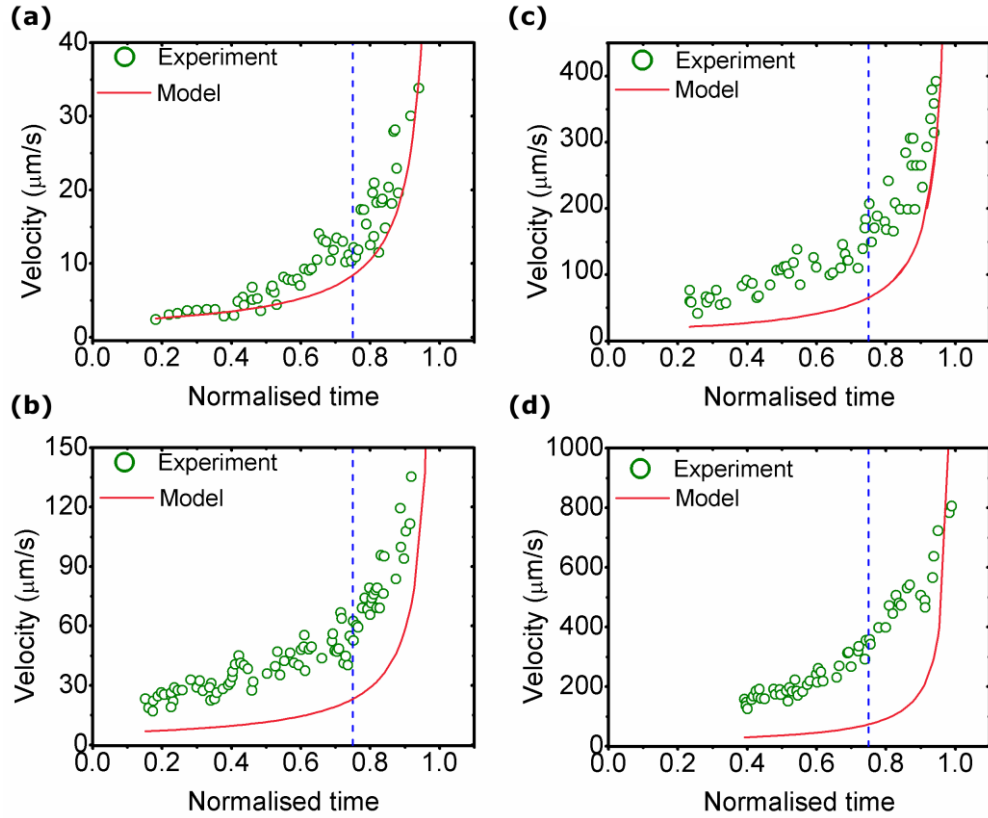 (a)
Experiment
Model
Velocity (μm/s)
40
30
20
10
0
0.0 0.2 0.4 0.6 0.8 1.0
Normalised time
(b)
Experiment
Model
Velocity (μm/s)
150
120
90
60
30
0
0.0 0.2 0.4 0.6 0.8 1.0
Normalised time
(c)
Experiment
Model
Velocity (μm/s)
400
300
200
100
0
0.0 0.2 0.4 0.6 0.8 1.0
Normalised time
(d)
Experiment
Model
Velocity (μm/s)
1000
800
600
400
200
0
0.0 0.2 0.4 0.6 0.8 1.0
Normalised time